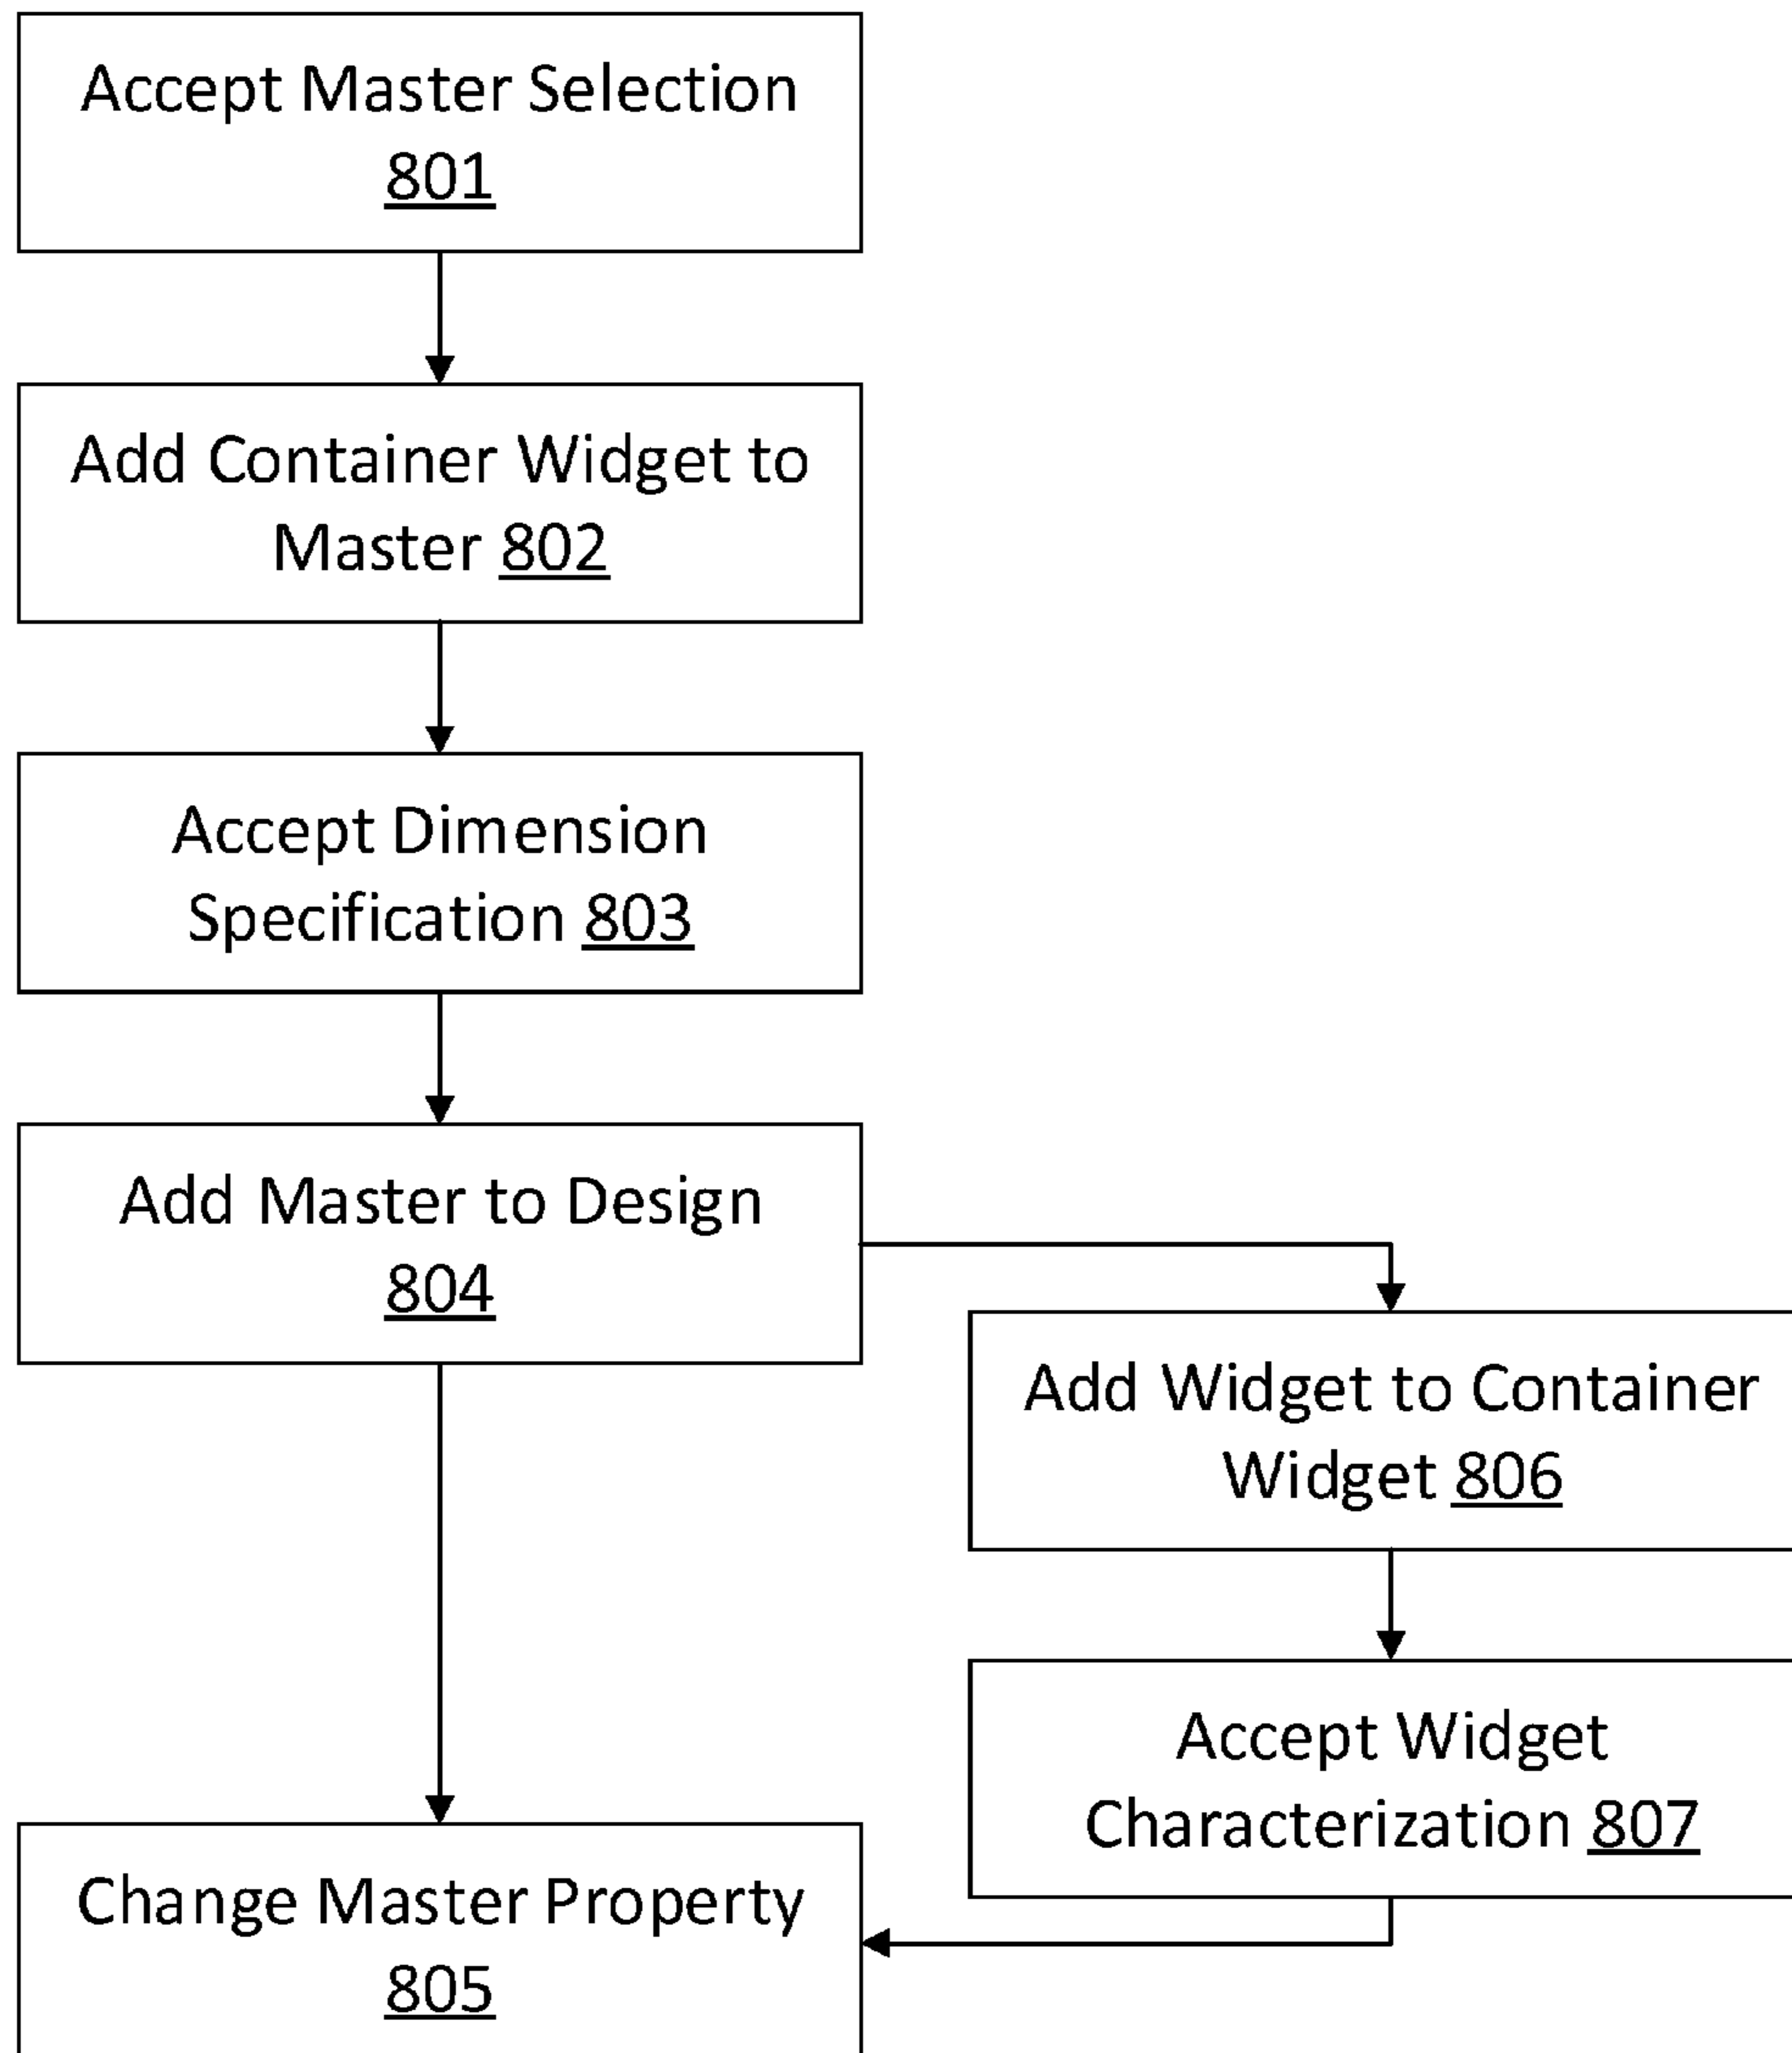 Accept Master Selection
801
Add Container Widget to
Master 802
Accept Dimension
Specification 803
Add Master to Design
804
Add Widget to Container
Widget 806
Accept Widget
Characterization 807
Change Master Property
805